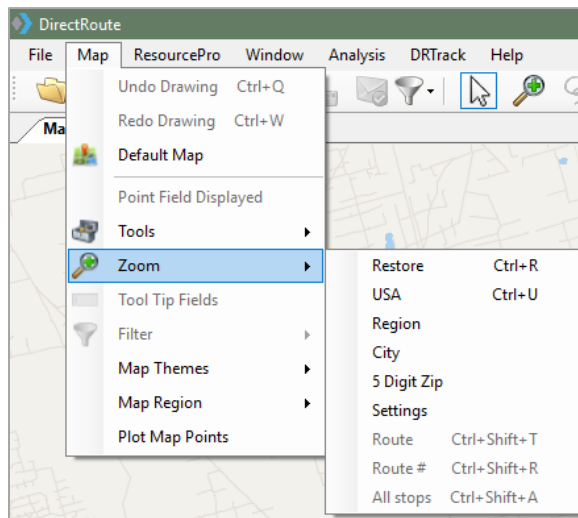 DirectRoute
File Map ResourcePro Window Analysis DRTrack Help
Undo Drawing Ctrl+Q
Redo Drawing Ctrl+W
Ma
Default Map
Point Field Displayed
Tools
Zoom
Restore Ctrl+R
USA Ctrl+U
Tool Tip Fields
Region
Filter
City
Map Themes
5 Digit Zip
Map Region
Settings
Plot Map Points
Route Ctrl+Shift+T
Route # Ctrl+Shift+R
All stops Ctrl+Shift+A